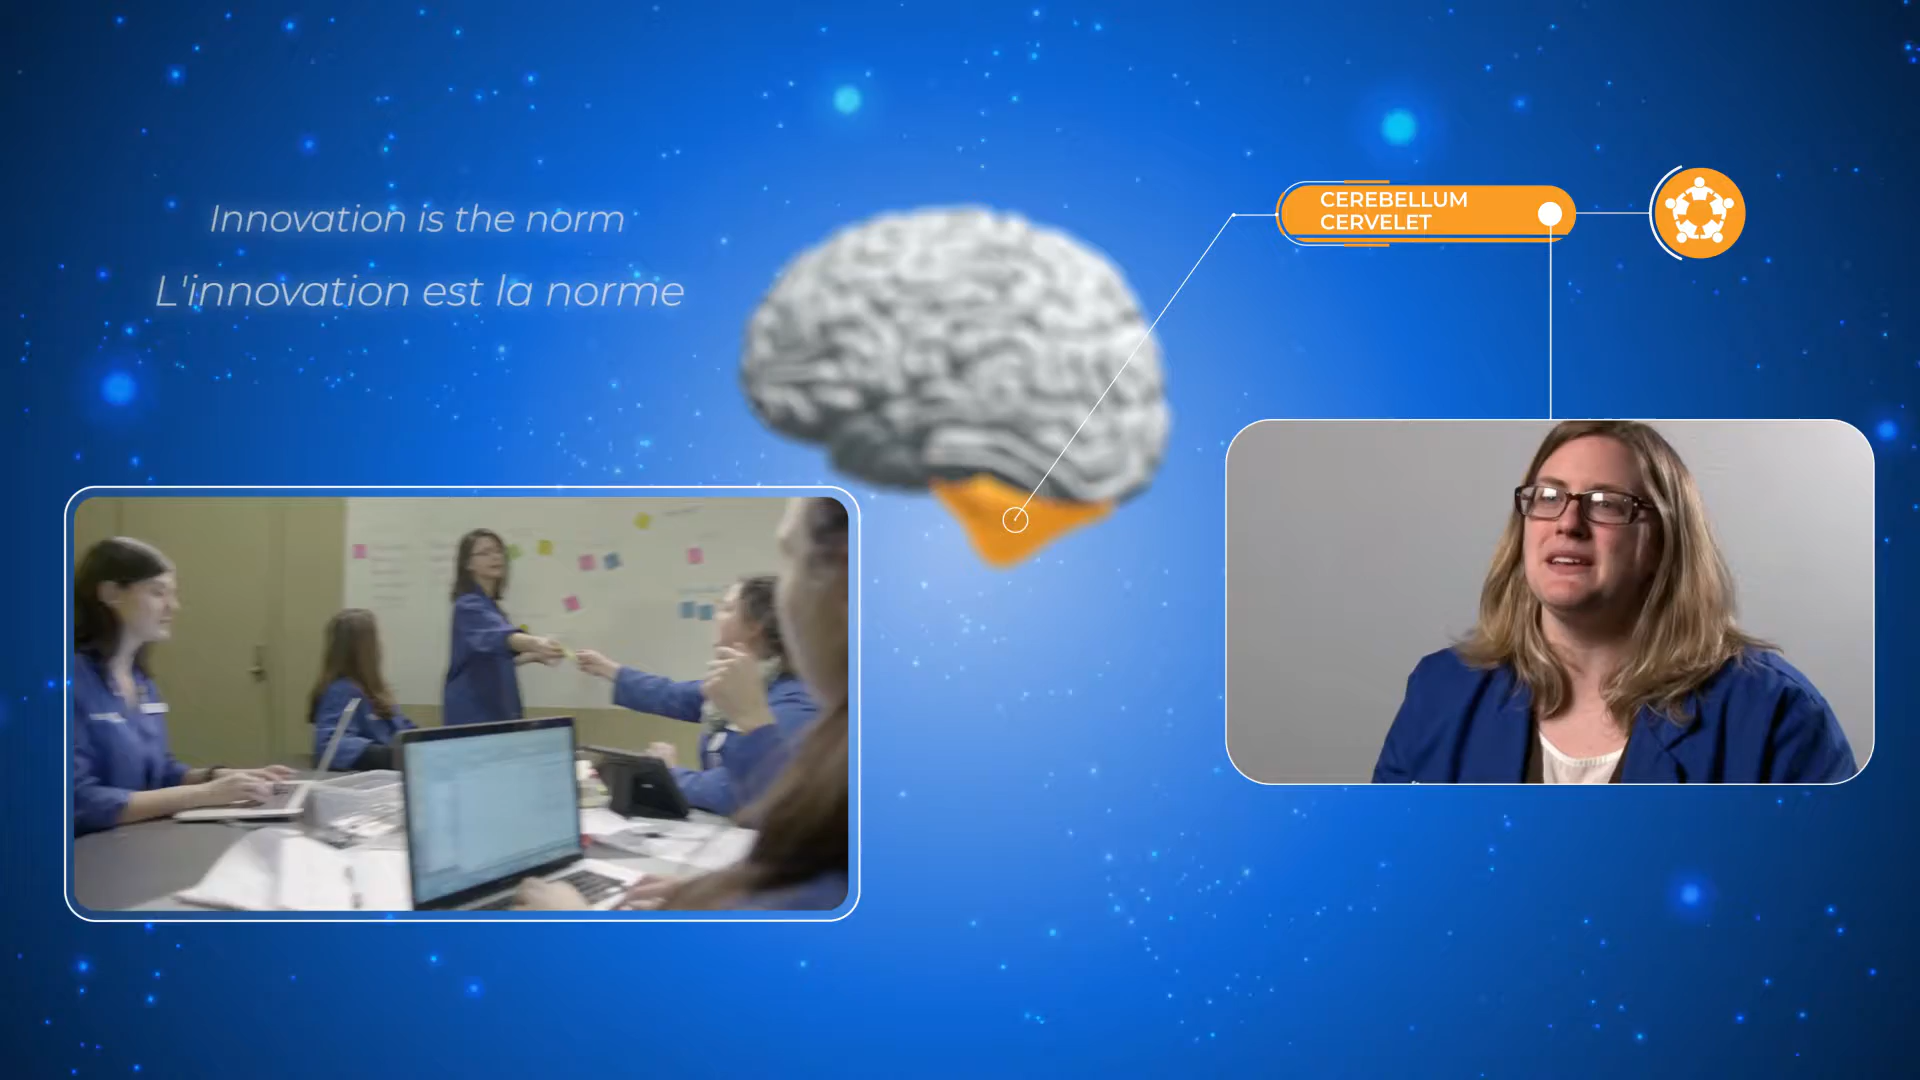 Innovation is the norm
L'innovation est la norme
CEREBELLUM
CERVELET